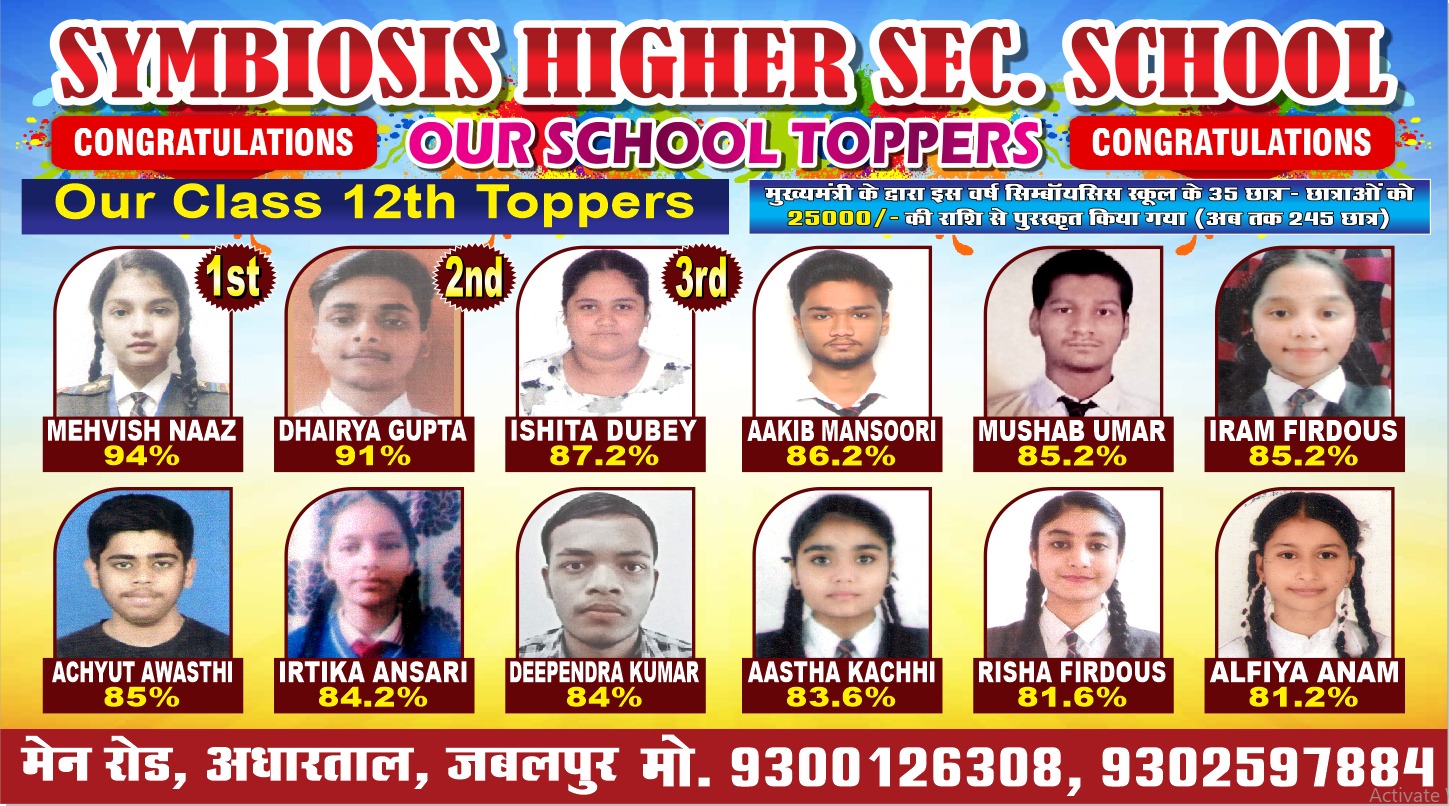 SYMBIOSIS HIGHER SEC. SCHOOL
CONGRATULATIONS
OUR SCHOOL TOPPERS
CONGRATULATIONS
Our Class 12th Toppers
मुख्यमंत्री के द्वारा इस वर्ष सिम्बॉयसिस स्कूल के 35 छात्र - छात्राओं को
25000/- की राशि से पुरस्कृत किया गया (अब तक 245 छात्र)
1st
2nd
3rd
MEHVISH NAAZ
94%
DHAIRYA GUPTA
91%
ISHITA DUBEY
87.2%
AAKIB MANSOORI
86.2%
MUSHAB UMAR
85.2%
IRAM FIRDOUS
85.2%
ACHYUT AWASTHI
85%
IRTIKA ANSARI
84.2%
DEEPENDRA KUMAR
84%
AASTHA KACHHI
83.6%
RISHA FIRDOUS
81.6%
ALFIYA ANAM
81.2%
मेन रोड, अधारताल, जबलपुर मो. 9300126308, 9302597884
Activate